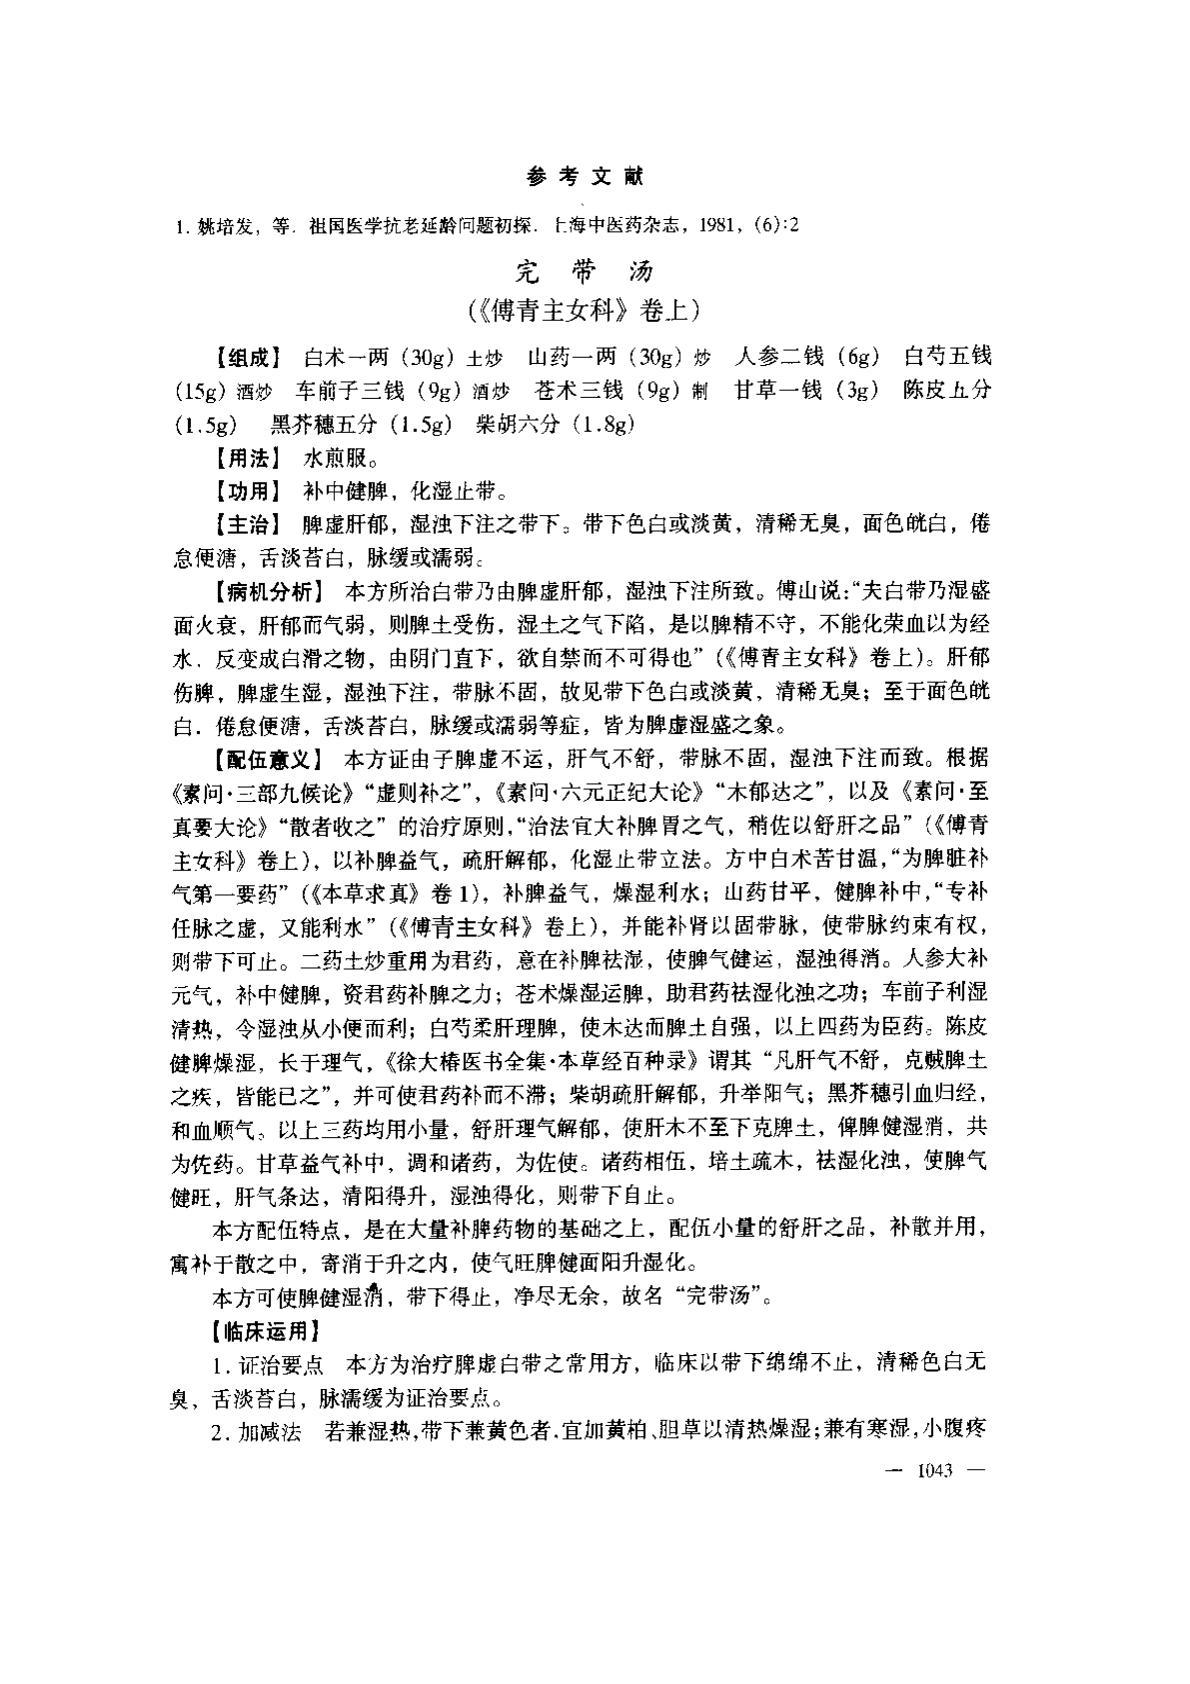 参考文献
1. 姚培发，等. 祖国医学抗老延龄问题初探. 上海中医药杂志，1981，(6):2
完 带 汤
(《傅青主女科》卷上)
【组成】 白术一两（30g）土炒 山药一两（30g）炒 人参二钱（6g） 白芍五钱
(15g) 酒炒 车前子三钱（9g）酒炒 苍术三钱（9g）制 甘草一钱（3g） 陈皮五分
(1.5g) 黑芥穗五分（1.5g） 柴胡六分（1.8g）
【用法】 水煎服。
【功用】 补中健脾，化湿止带。
【主治】 脾虚肝郁，湿浊下注之带下。带下色白或淡黄，清稀无臭，面色㿠白，倦
怠便溏，舌淡苔白，脉缓或濡弱。
【病机分析】 本方所治白带乃由脾虚肝郁，湿浊下注所致。傅山说：“夫白带乃湿盛
面火衰，肝郁而气弱，则脾土受伤，湿土之气下陷，是以脾精不守，不能化荣血以为经
水，反变成白滑之物，由阴门直下，欲自禁而不可得也”（《傅青主女科》卷上）。肝郁
伤脾，脾虚生湿，湿浊下注，带脉不固，故见带下色白或淡黄，清稀无臭；至于面色㿠
白，倦怠便溏，舌淡苔白，脉缓或濡弱等症，皆为脾虚湿盛之象。
【配伍意义】 本方证由于脾虚不运，肝气不舒，带脉不固，湿浊下注而致。根据
《素问·三部九候论》“虚则补之”，《素问·六元正纪大论》“木郁达之”，以及《素问·至
真要大论》“散者收之”的治疗原则，“治法宜大补脾胃之气，稍佐以舒肝之品”（《傅青
主女科》卷上），以补脾益气，疏肝解郁，化湿止带立法。方中白术苦甘温，“为脾脏补
气第一要药”（《本草求真》卷1），补脾益气，燥湿利水；山药甘平，健脾补中，“专补
任脉之虚，又能利水”（《傅青主女科》卷上），并能补肾以固带脉，使带脉约束有权，
则带下可止。二药土炒重用为君药，意在补脾祛湿，使脾气健运，湿浊得消。人参大补
元气，补中健脾，资君药补脾之力；苍术燥湿运脾，助君药祛湿化浊之功；车前子利湿
清热，令湿浊从小便而利；白芍柔肝理脾，使木达而脾土自强，以上四药为臣药。陈皮
健脾燥湿，长于理气，《徐大椿医书全集·本草经百种录》谓其“凡肝气不舒，克贼脾土
之疾，皆能已之”，并可使君药补而不滞；柴胡疏肝解郁，升举阳气；黑芥穗引血归经，
和血顺气。以上三药均用小量，舒肝理气解郁，使肝木不至下克脾土，俾脾健湿消，共
为佐药。甘草益气补中，调和诸药，为佐使。诸药相伍，培土疏木，祛湿化浊，使脾气
健旺，肝气条达，清阳得升，湿浊得化，则带下自止。
本方配伍特点，是在大量补脾药物的基础之上，配伍小量的舒肝之品，补散并用，
寓补于散之中，寄消于升之内，使气旺脾健面阳升湿化。
本方可使脾健湿消，带下得止，净尽无余，故名“完带汤”。
【临床运用】
1. 证治要点 本方为治疗脾虚白带之常用方，临床以带下绵绵不止，清稀色白无
臭，舌淡苔白，脉濡缓为证治要点。
2. 加减法 若兼湿热，带下兼黄色者，宜加黄柏、胆草以清热燥湿；兼有寒湿，小腹疼
— 1043 —